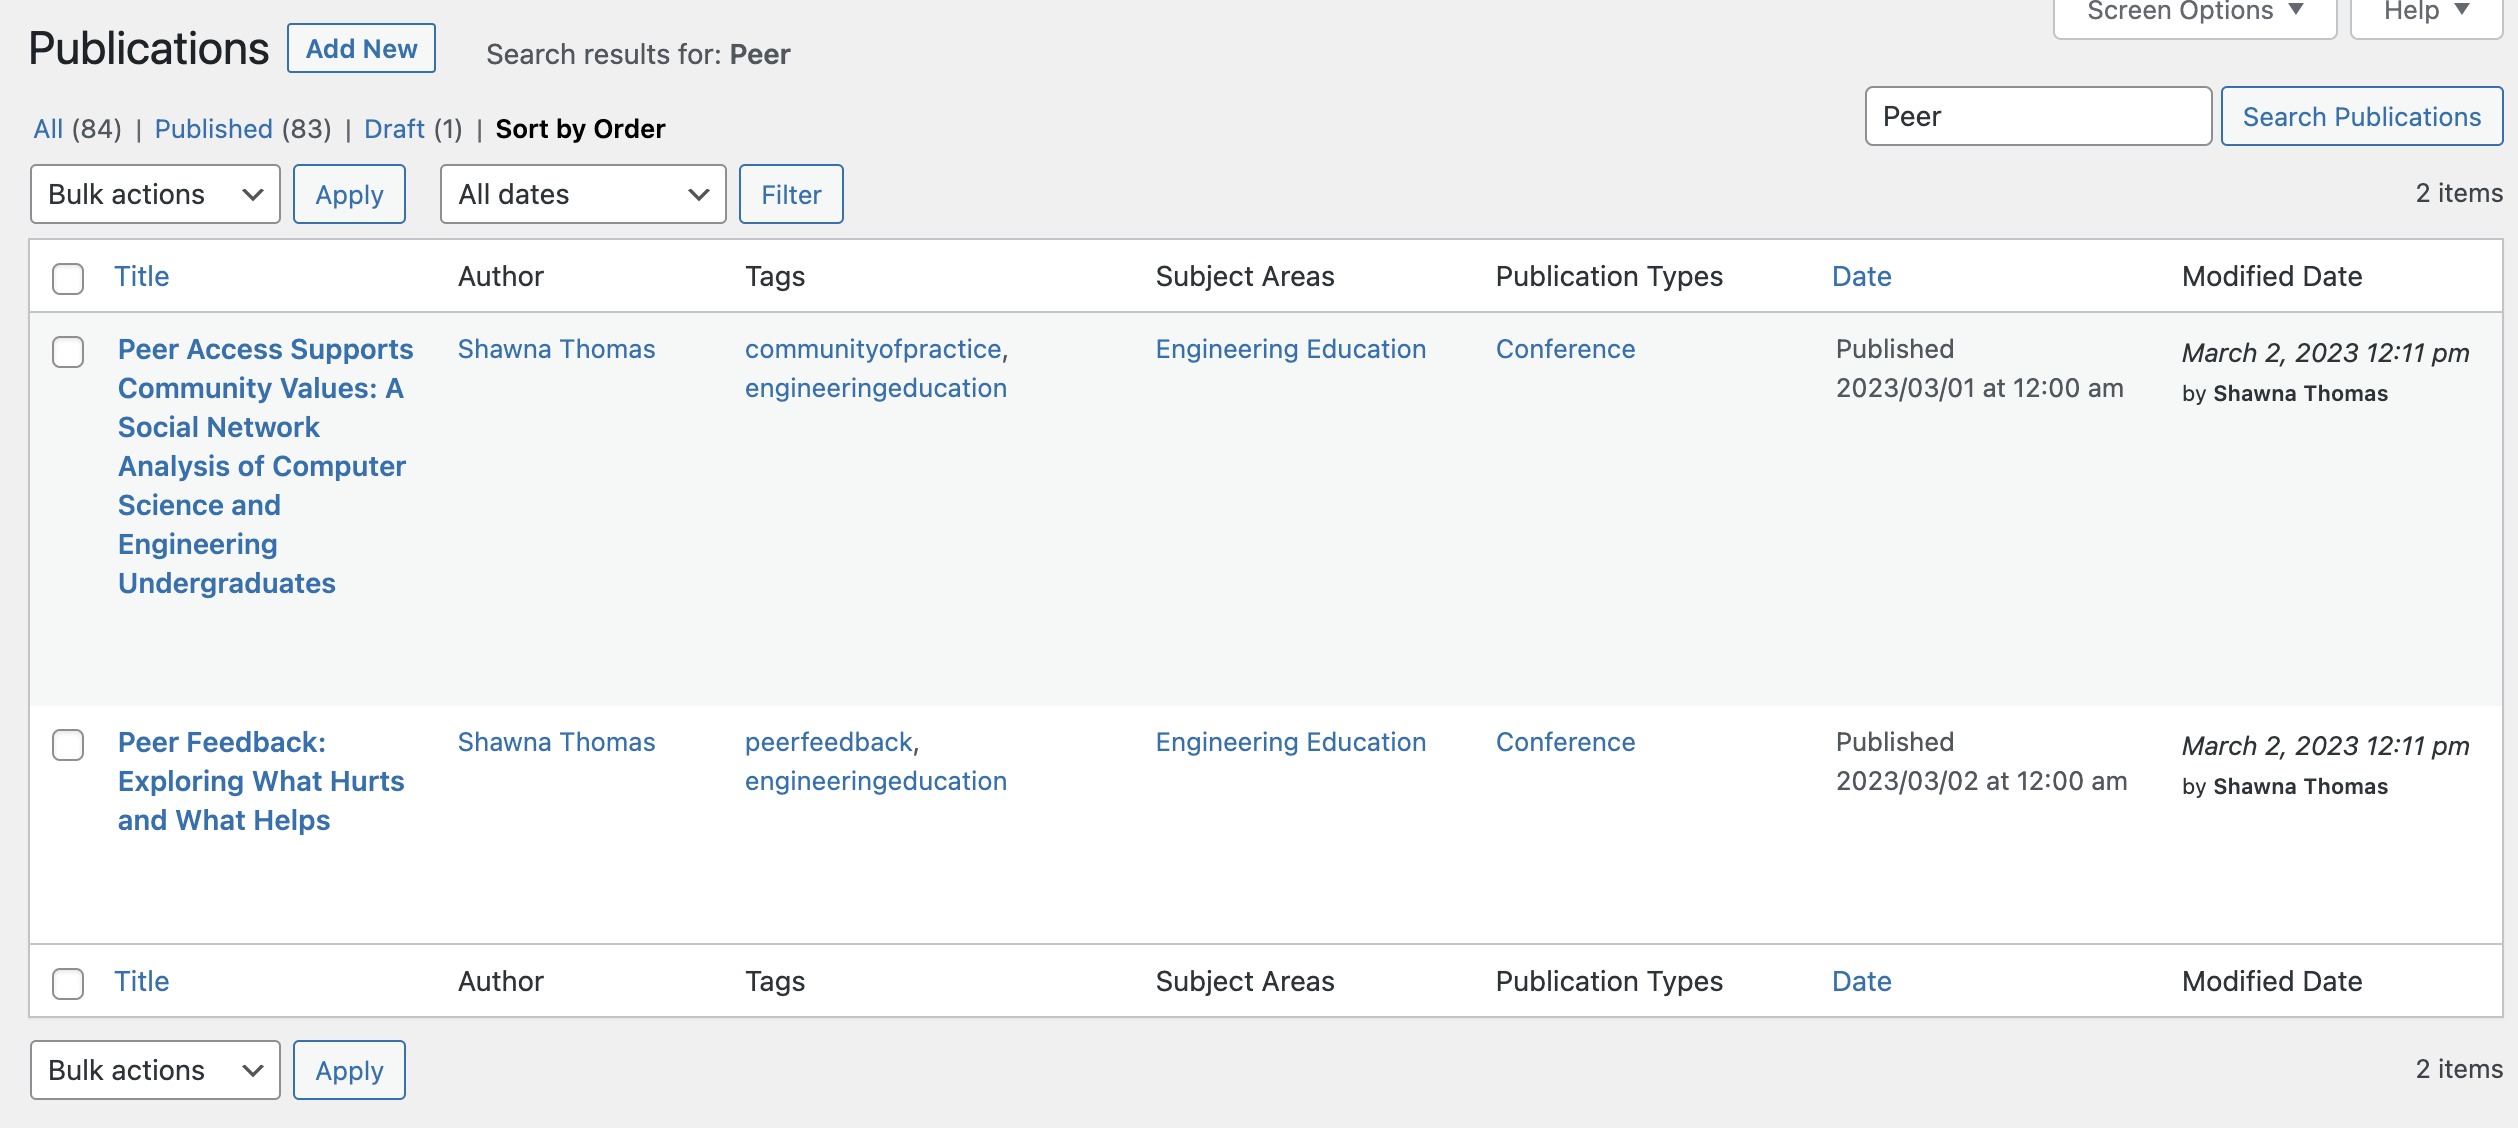 Screen Options ▼ Help ▼
Publications Add New Search results for: Peer
All (84) | Published (83) | Draft (1) | Sort by Order
Peer Search Publications
Bulk actions Apply All dates Filter 2 items
Title Author Tags Subject Areas Publication Types Date Modified Date
Peer Access Supports Shawna Thomas communityofpractice, Engineering Education Conference Published March 2, 2023 12:11 pm
Community Values: A engineeringeducation 2023/03/01 at 12:00 am by Shawna Thomas
Social Network
Analysis of Computer
Science and
Engineering
Undergraduates
Peer Feedback: Shawna Thomas peerfeedback, Engineering Education Conference Published March 2, 2023 12:11 pm
Exploring What Hurts engineeringeducation 2023/03/02 at 12:00 am by Shawna Thomas
and What Helps
Title Author Tags Subject Areas Publication Types Date Modified Date
Bulk actions Apply 2 items